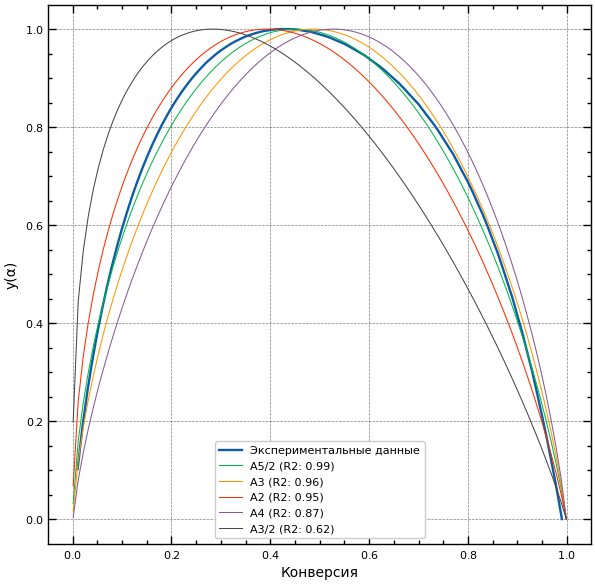 1.0
0.8
0.6
0.4
0.2
0.0
y(α)
Экспериментальные данные
A5/2 (R2: 0.99)
A3 (R2: 0.96)
A2 (R2: 0.95)
A4 (R2: 0.87)
A3/2 (R2: 0.62)
0.0 0.2 0.4 0.6 0.8 1.0
Конверсия